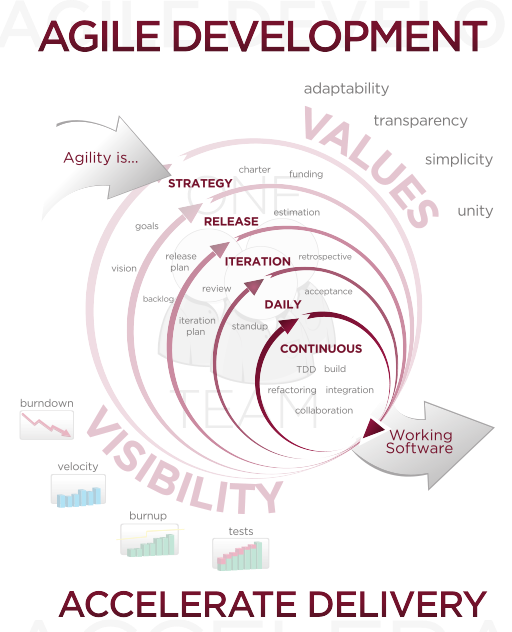 AGILE DEVELOPMENT
adaptability
VALUES
transparency
simplicity
unity
Agility is...
STRATEGY
charter
funding
goals
RELEASE
estimation
vision
release
plan
ITERATION
retrospective
backlog
review
DAILY
acceptance
iteration
plan
standup
CONTINUOUS
TDD
build
refactoring
integration
collaboration
ONE
TEAM
Working
Software
VISIBILITY
burndown
velocity
burnup
tests
ACCELERATE DELIVERY